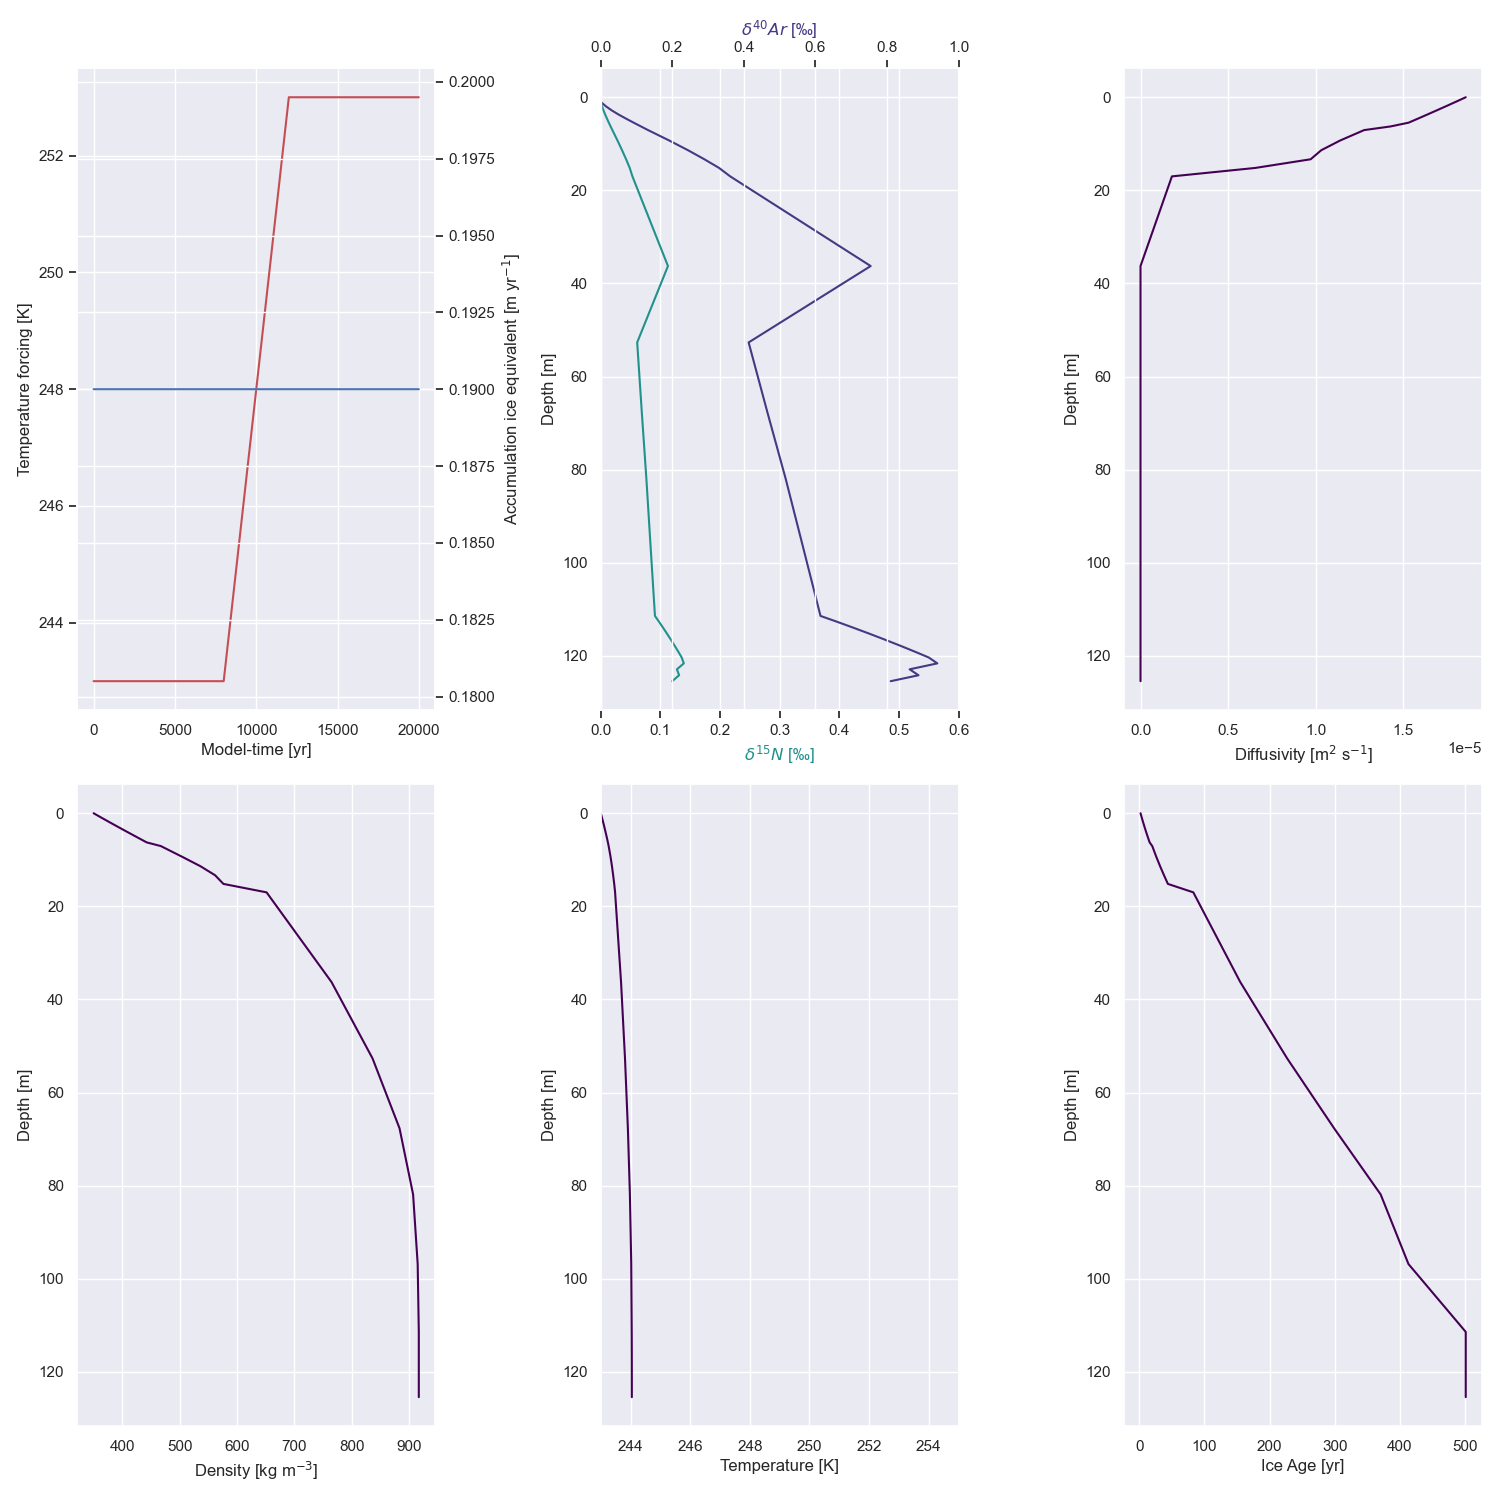 δ⁴⁰Ar [‰]
0.0 0.2 0.4 0.6 0.8 1.0
252
250
248
246
244
Temperature forcing [K]
0 5000 10000 15000 20000
Model-time [yr]
0.2000
0.1975
0.1950
0.1925
0.1900
0.1875
0.1850
0.1825
0.1800
Accumulation ice equivalent [m yr⁻¹]
0
20
40
60
80
100
120
Depth [m]
0.0 0.1 0.2 0.3 0.4 0.5 0.6
δ¹⁵N [‰]
0
20
40
60
80
100
120
Depth [m]
0.0 0.5 1.0 1.5
1e−5
Diffusivity [m² s⁻¹]
0
20
40
60
80
100
120
Depth [m]
400 500 600 700 800 900
Density [kg m⁻³]
0
20
40
60
80
100
120
Depth [m]
244 246 248 250 252 254
Temperature [K]
0
20
40
60
80
100
120
Depth [m]
0 100 200 300 400 500
Ice Age [yr]